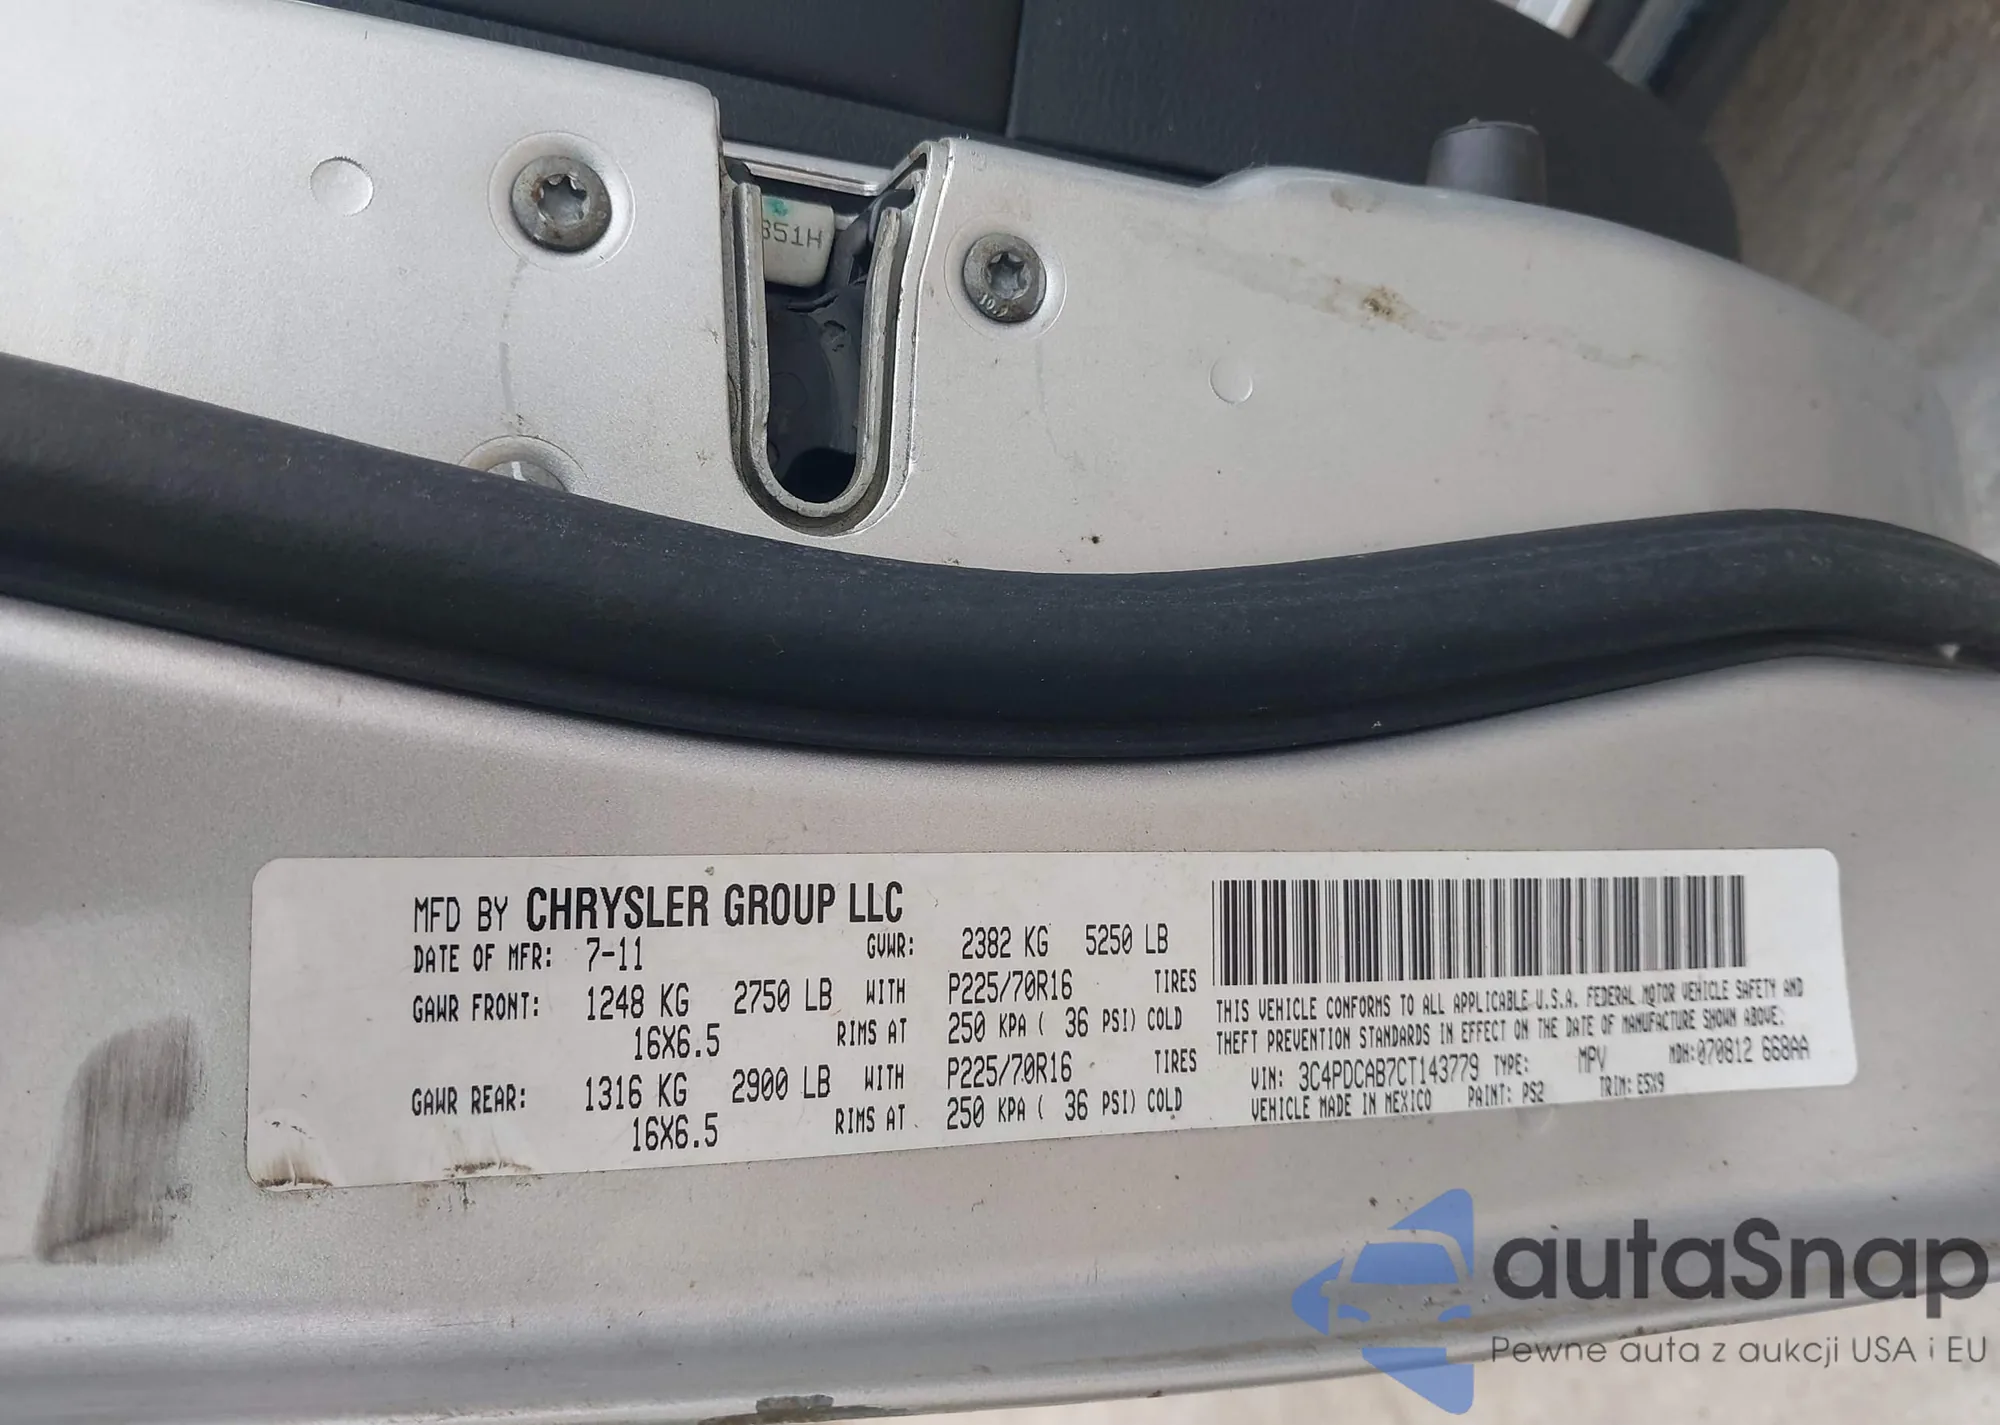 351H
MFD BY CHRYSLER GROUP LLC
DATE OF MFR: 7-11 GVWR: 2382 KG 5250 LB
GAWR FRONT: 1248 KG 2750 LB WITH P225/70R16 TIRES
16X6.5 RIMS AT 250 KPA ( 36 PSI) COLD
GAWR REAR: 1316 KG 2900 LB WITH P225/70R16 TIRES
16X6.5 RIMS AT 250 KPA ( 36 PSI) COLD
THIS VEHICLE CONFORMS TO ALL APPLICABLE U.S.A. FEDERAL MOTOR VEHICLE SAFETY AND
THEFT PREVENTION STANDARDS IN EFFECT ON THE DATE OF MANUFACTURE SHOWN ABOVE.
VIN: 3C4PDCAB7CT143779 TYPE: MPV MDH:070812 668AA
VEHICLE MADE IN MEXICO PAINT: PS2 TRIM: E5X9
autaSnap
Pewne auta z aukcji USA i EU